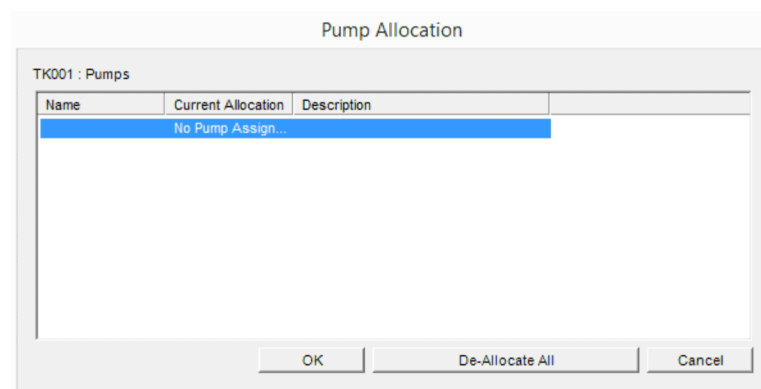 Pump Allocation
TK001 : Pumps
Name Current Allocation Description
No Pump Assign...
OK De-Allocate All Cancel